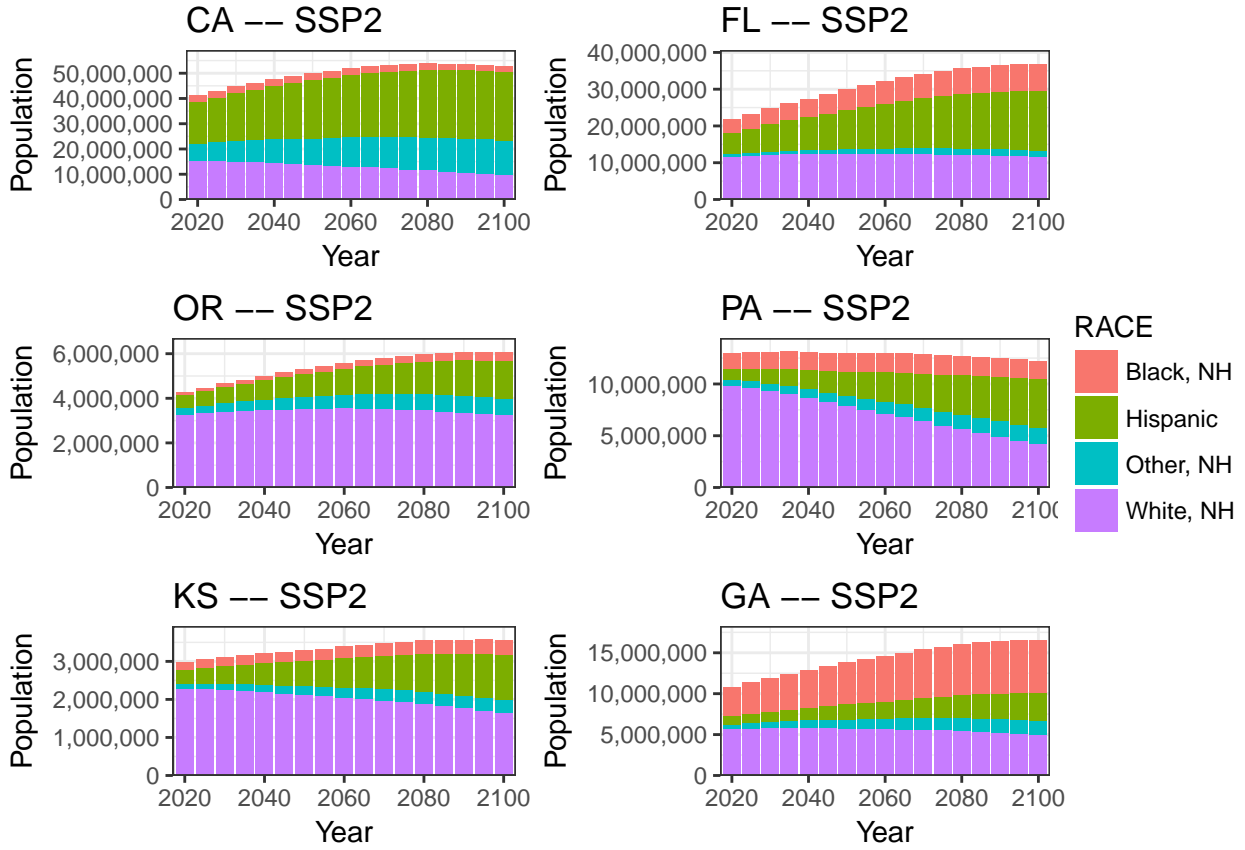 CA −− SSP2
Population
50,000,000
40,000,000
30,000,000
20,000,000
10,000,000
0
2020 2040 2060 2080 2100
Year
FL −− SSP2
Population
40,000,000
30,000,000
20,000,000
10,000,000
0
2020 2040 2060 2080 2100
Year
OR −− SSP2
Population
6,000,000
4,000,000
2,000,000
0
2020 2040 2060 2080 2100
Year
PA −− SSP2
Population
10,000,000
5,000,000
0
2020 2040 2060 2080 2100
Year
RACE
Black, NH
Hispanic
Other, NH
White, NH
KS −− SSP2
Population
3,000,000
2,000,000
1,000,000
0
2020 2040 2060 2080 2100
Year
GA −− SSP2
Population
15,000,000
10,000,000
5,000,000
0
2020 2040 2060 2080 2100
Year